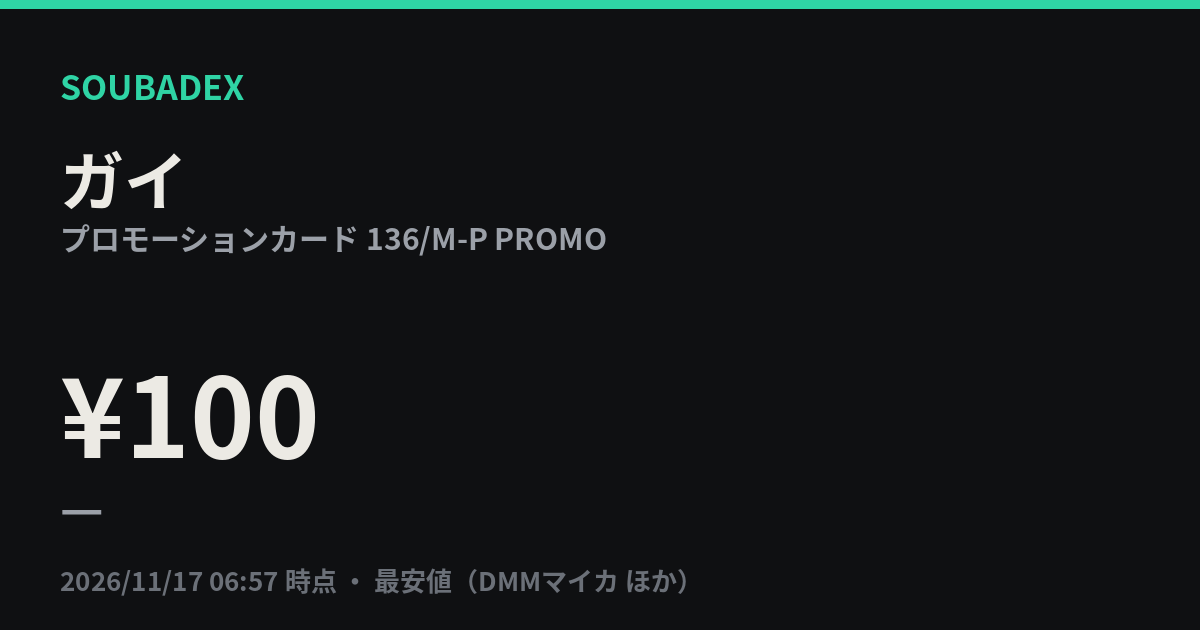 SOUBADEX
ガイ
プロモーションカード 136/M-P PROMO
¥100
—
2026/11/17 06:57 時点 ・ 最安値（DMMマイカ ほか）